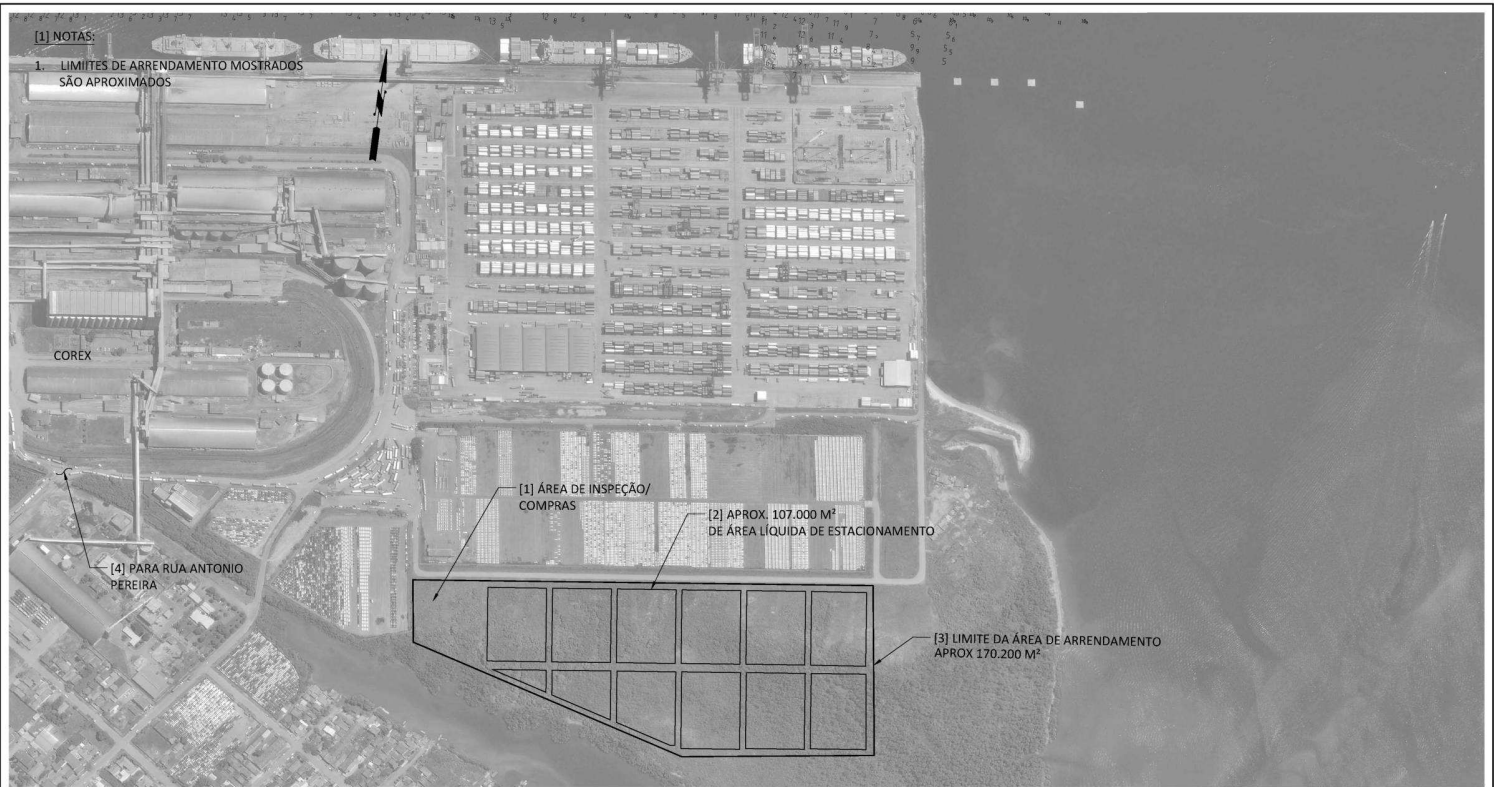 [1] NOTAS:
1. LIMIITES DE ARRENDAMENTO MOSTRADOS
SÃO APROXIMADOS
COREX
[1] ÁREA DE INSPEÇÃO/
COMPRAS
[2] APROX. 107.000 M²
DE ÁREA LÍQUIDA DE ESTACIONAMENTO
[4] PARA RUA ANTONIO
PEREIRA
[3] LIMITE DA ÁREA DE ARRENDAMENTO
APROX 170.200 M²